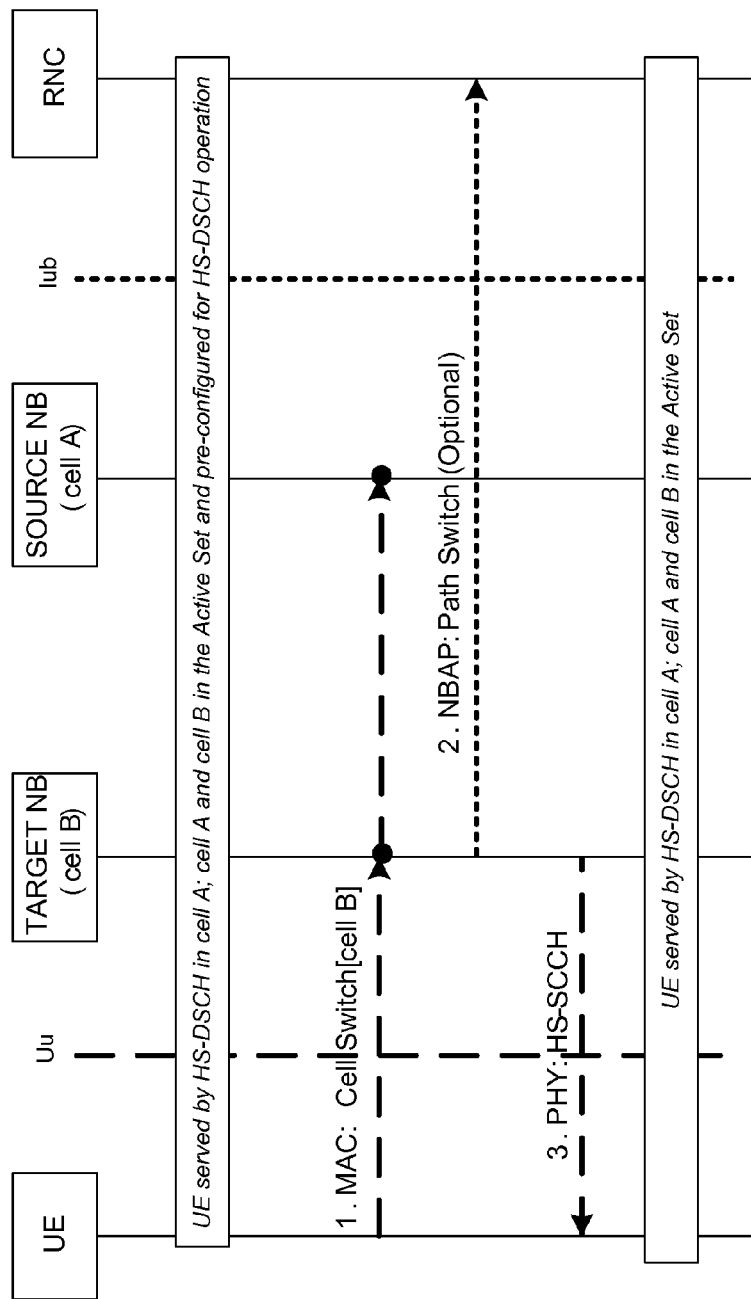 UE
Uu
TARGET NB
( cell B)
SOURCE NB
( cell A)
Iub
RNC
UE served by HS-DSCH in cell A; cell A and cell B in the Active Set and pre-configured for HS-DSCH operation
1. MAC: Cell Switch[cell B]
2. NBAP: Path Switch (Optional)
3. PHY: HS-SCCH
UE served by HS-DSCH in cell A; cell A and cell B in the Active Set